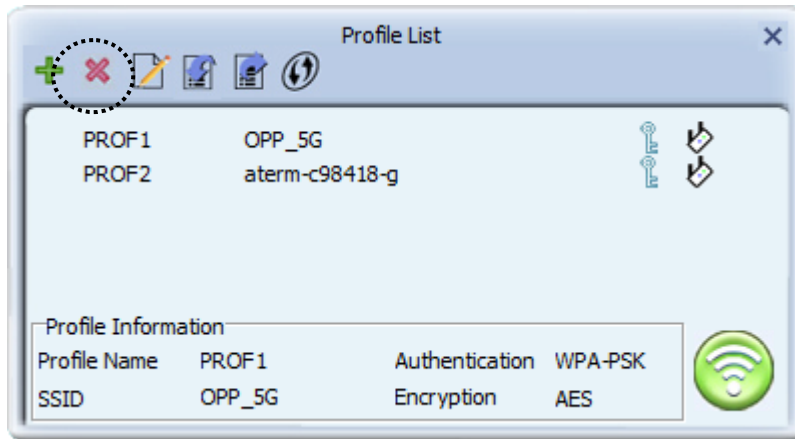 Profile List
PROF1 OPP_5G
PROF2 aterm-c98418-g
Profile Information
Profile Name PROF1 Authentication WPA-PSK
SSID OPP_5G Encryption AES